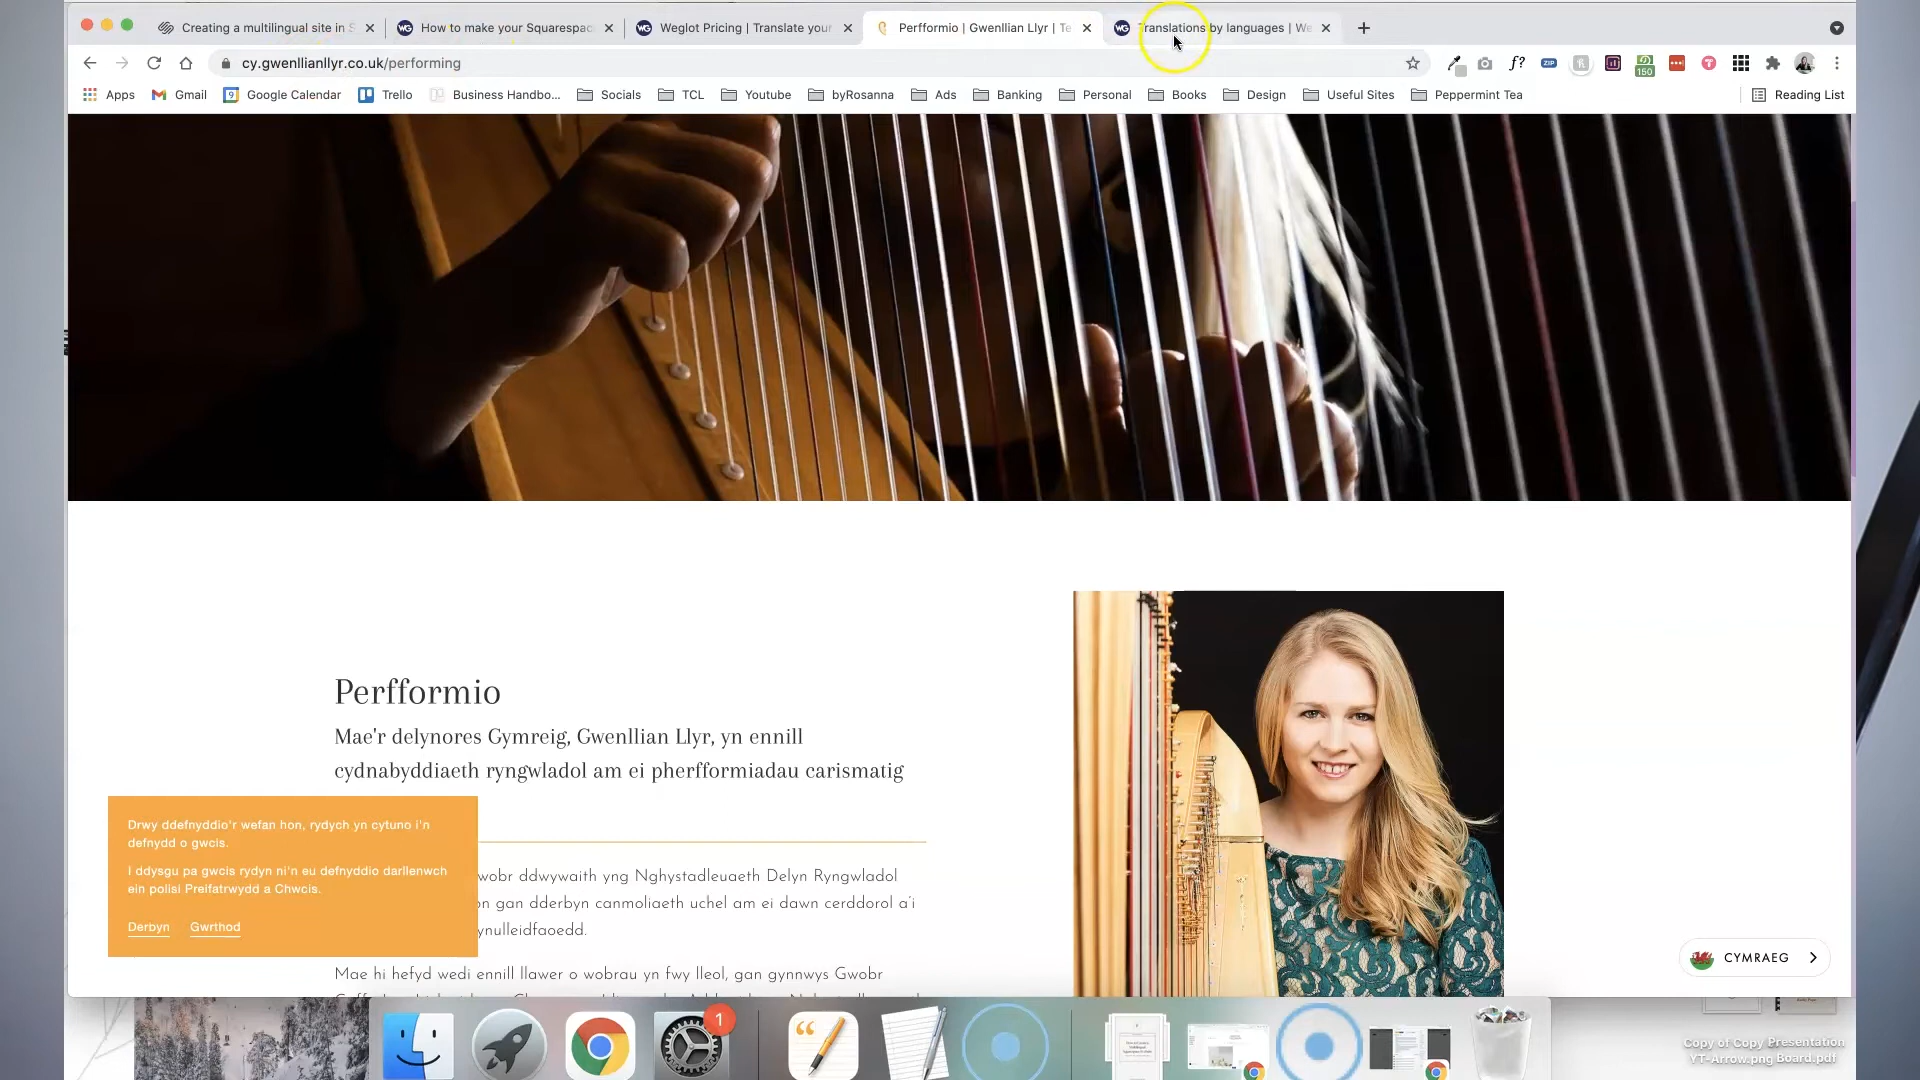 Creating a multilingual site in S
How to make your Squarespac
Weglot Pricing | Translate your
Perfformio | Gwenllian Llyr | Te
Translations by languages | We
cy.gwenllianllyr.co.uk/performing
Apps
Gmail
Google Calendar
Trello
Business Handbo...
Socials
TCL
Youtube
byRosanna
Ads
Banking
Personal
Books
Design
Useful Sites
Peppermint Tea
Reading List
Perfformio
Mae'r delynores Gymreig, Gwenllian Llyr, yn ennill
cydnabyddiaeth ryngwladol am ei pherfformiadau carismatig
Drwy ddefnyddio'r wefan hon, rydych yn cytuno i'n
defnydd o gwcis.
I ddysgu pa gwcis rydyn ni'n eu defnyddio darllenwch
ein polisi Preifatrwydd a Chwcis.
Derbyn
Gwrthod
wobr ddwywaith yng Nghystadleuaeth Delyn Ryngwladol
on gan dderbyn canmoliaeth uchel am ei dawn cerddorol a'i
ynulleidfaoedd.
Mae hi hefyd wedi ennill llawer o wobrau yn fwy lleol, gan gynnwys Gwobr
CYMRAEG
1
Copy of Copy
YT-Arrow.png
Presentation
Board.pdf